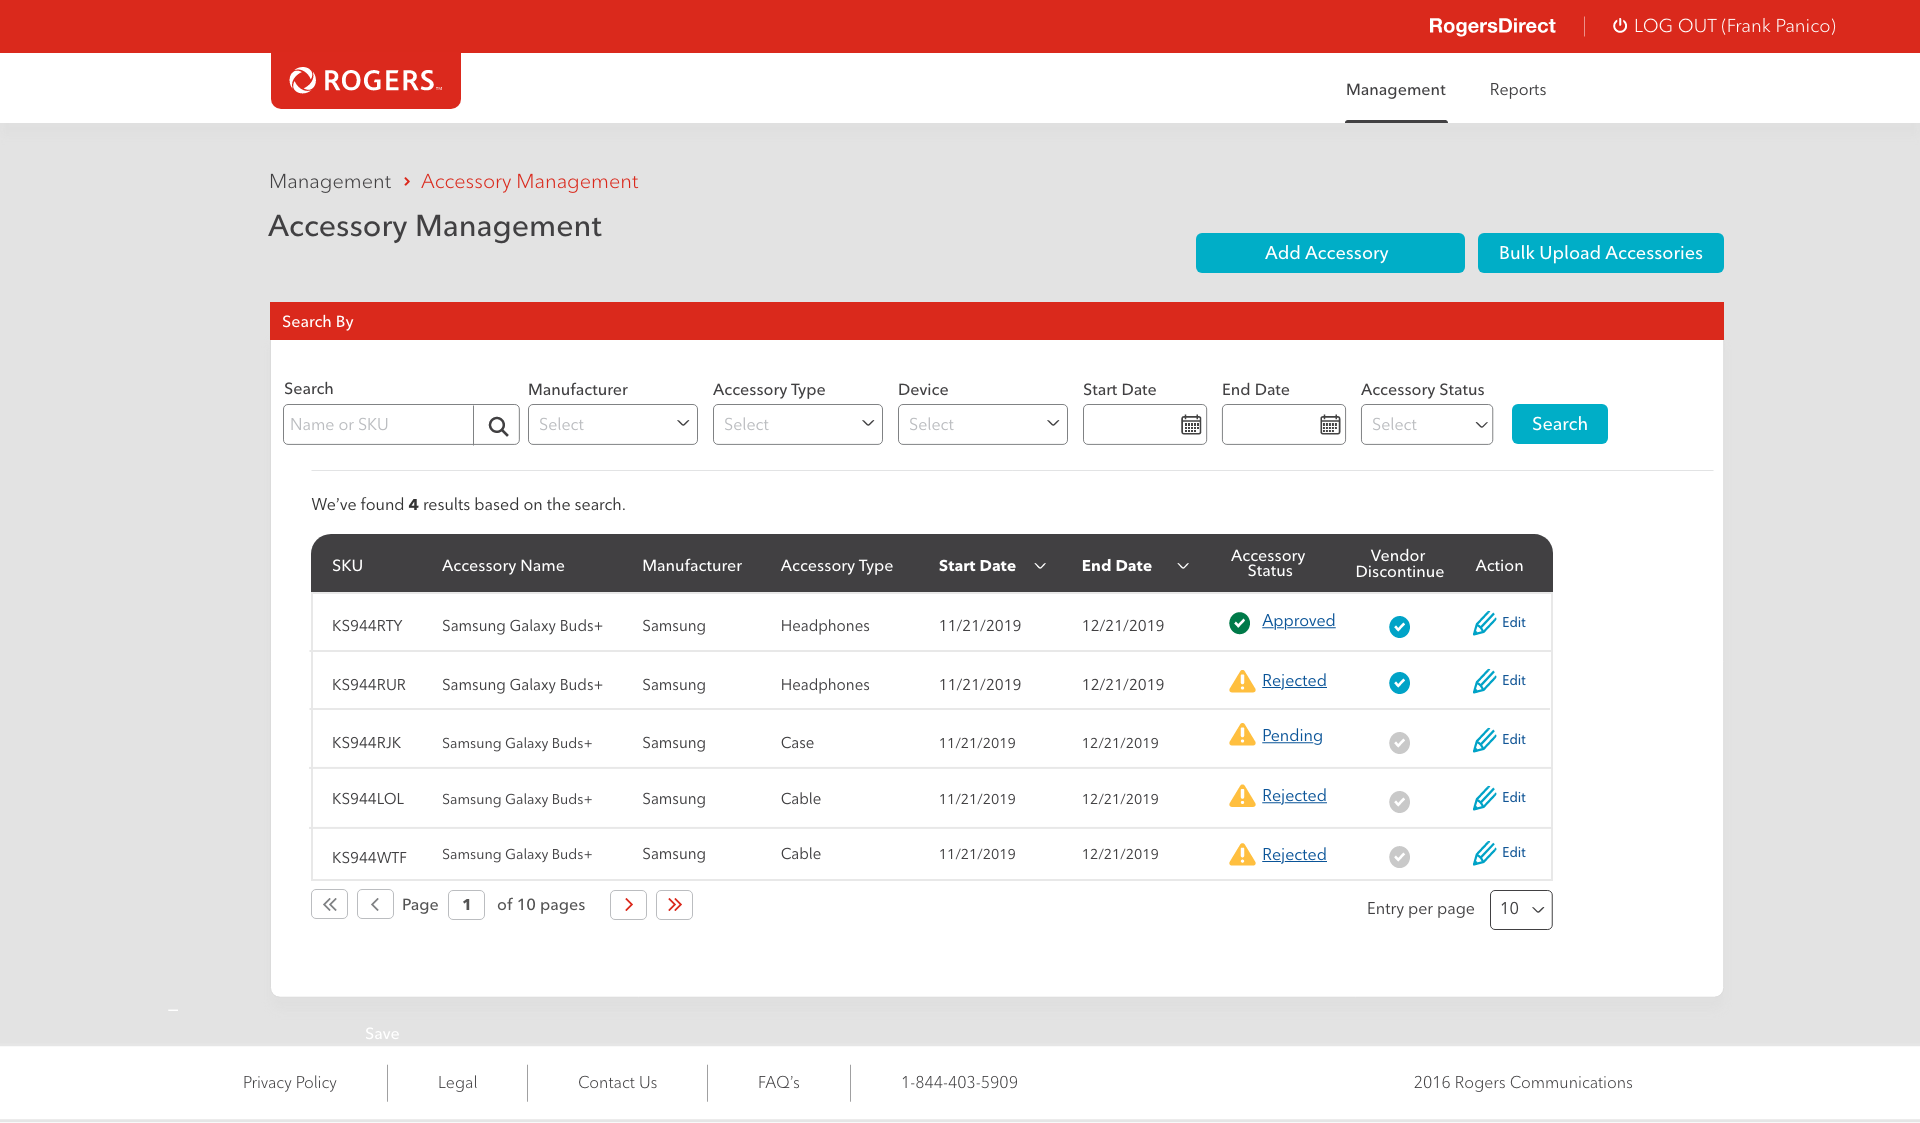 RogersDirect LOG OUT (Frank Panico)
ROGERS™
Management Reports
Management › Accessory Management
Accessory Management
Add Accessory Bulk Upload Accessories
Search By
Search Manufacturer Accessory Type Device Start Date End Date Accessory Status
Name or SKU Select Select Select Select Search
We've found 4 results based on the search.
SKU Accessory Name Manufacturer Accessory Type Start Date End Date Accessory Status Vendor Discontinue Action
KS944RTY Samsung Galaxy Buds+ Samsung Headphones 11/21/2019 12/21/2019 Approved Edit
KS944RUR Samsung Galaxy Buds+ Samsung Headphones 11/21/2019 12/21/2019 Rejected Edit
KS944RJK Samsung Galaxy Buds+ Samsung Case 11/21/2019 12/21/2019 Pending Edit
KS944LOL Samsung Galaxy Buds+ Samsung Cable 11/21/2019 12/21/2019 Rejected Edit
KS944WTF Samsung Galaxy Buds+ Samsung Cable 11/21/2019 12/21/2019 Rejected Edit
Page 1 of 10 pages Entry per page 10
Save
Privacy Policy Legal Contact Us FAQ's 1-844-403-5909 2016 Rogers Communications